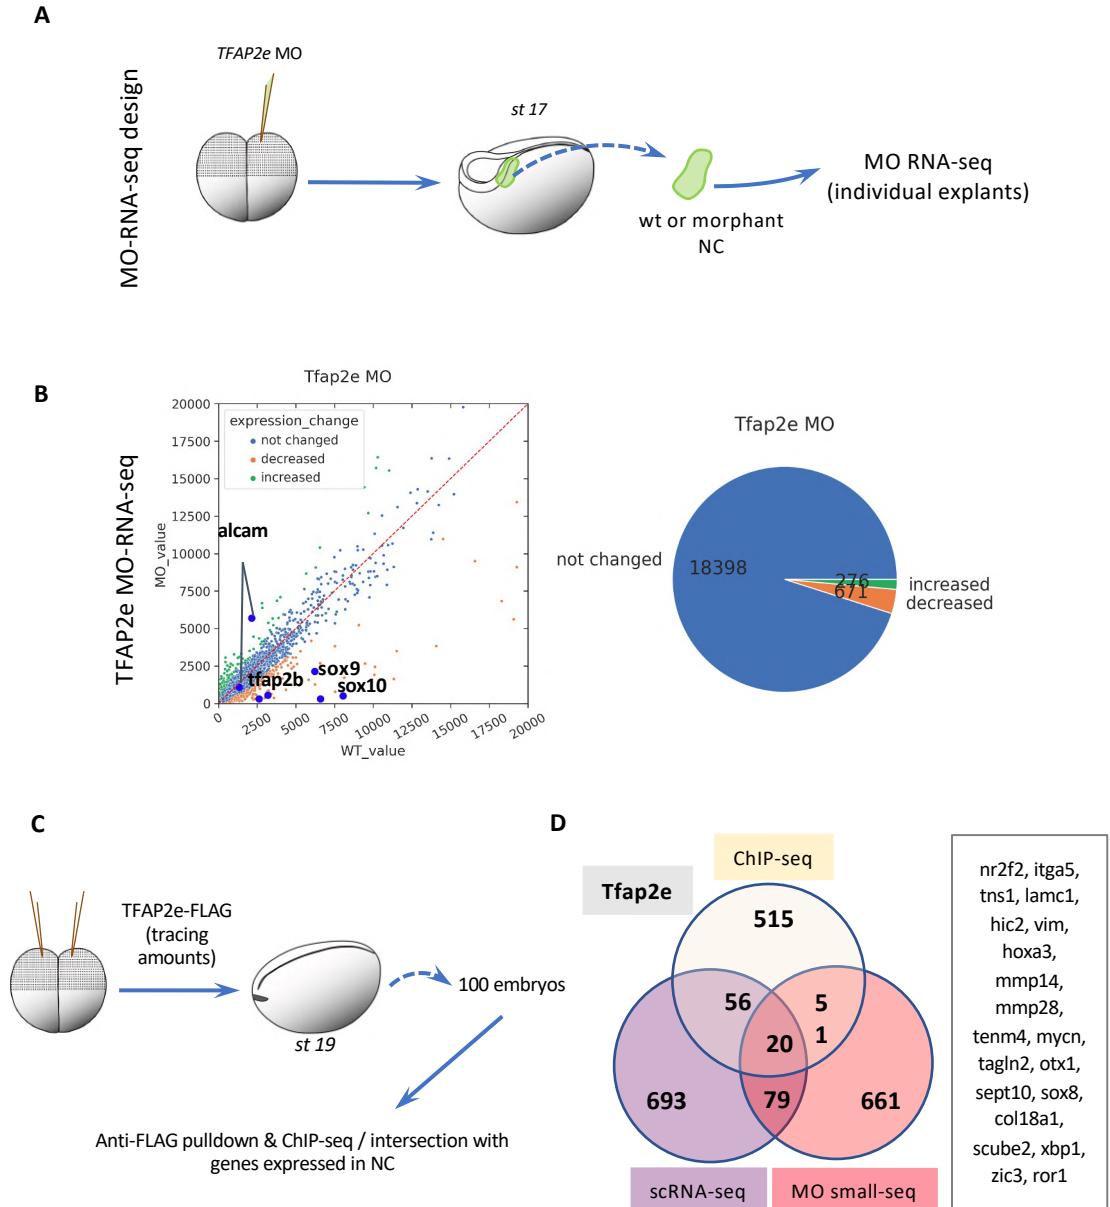 A
MO-RNA-seq design
TFAP2e MO
st 17
wt or morphant
NC
MO RNA-seq
(individual explants)
B
TFAP2e MO-RNA-seq
Tfap2e MO
20000
17500
15000
12500
10000
7500
5000
2500
0
MO_value
expression_change
not changed
decreased
increased
alcam
tfap2b
sox9
sox10
0
2500
5000
7500
10000
12500
15000
17500
20000
WT_value
Tfap2e MO
not changed
18398
276
671
increased
decreased
C
TFAP2e-FLAG
(tracing
amounts)
st 19
100 embryos
Anti-FLAG pulldown & ChIP-seq / intersection with
genes expressed in NC
D
Tfap2e
ChIP-seq
515
56
5
1
20
693
79
661
scRNA-seq
MO small-seq
nr2f2, itga5,
tns1, lamc1,
hic2, vim,
hoxa3,
mmp14,
mmp28,
tenm4, mycn,
tagln2, otx1,
sept10, sox8,
col18a1,
scube2, xbp1,
zic3, ror1